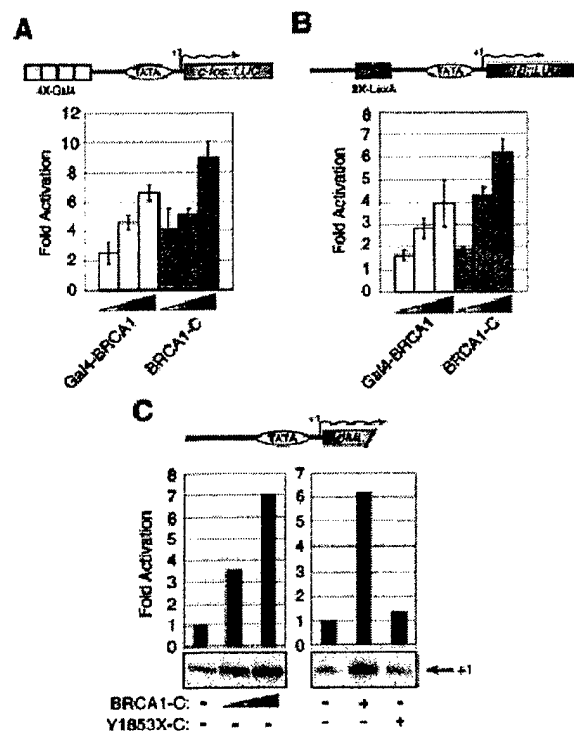 A
+1
TATA
c-fos:LUC
4X-Gal4
Fold Activation
12
10
8
6
4
2
0
Gal4-BRCA1
BRCA1-C
B
+1
TATA
2X-LexA
Fold Activation
8
7
6
5
4
3
2
1
0
Gal4-BRCA1
BRCA1-C
C
+1
TATA
Fold Activation
8
7
6
5
4
3
2
1
0
7
6
5
4
3
2
1
0
+1
BRCA1-C: - - +
Y1853X-C: - - - - - +